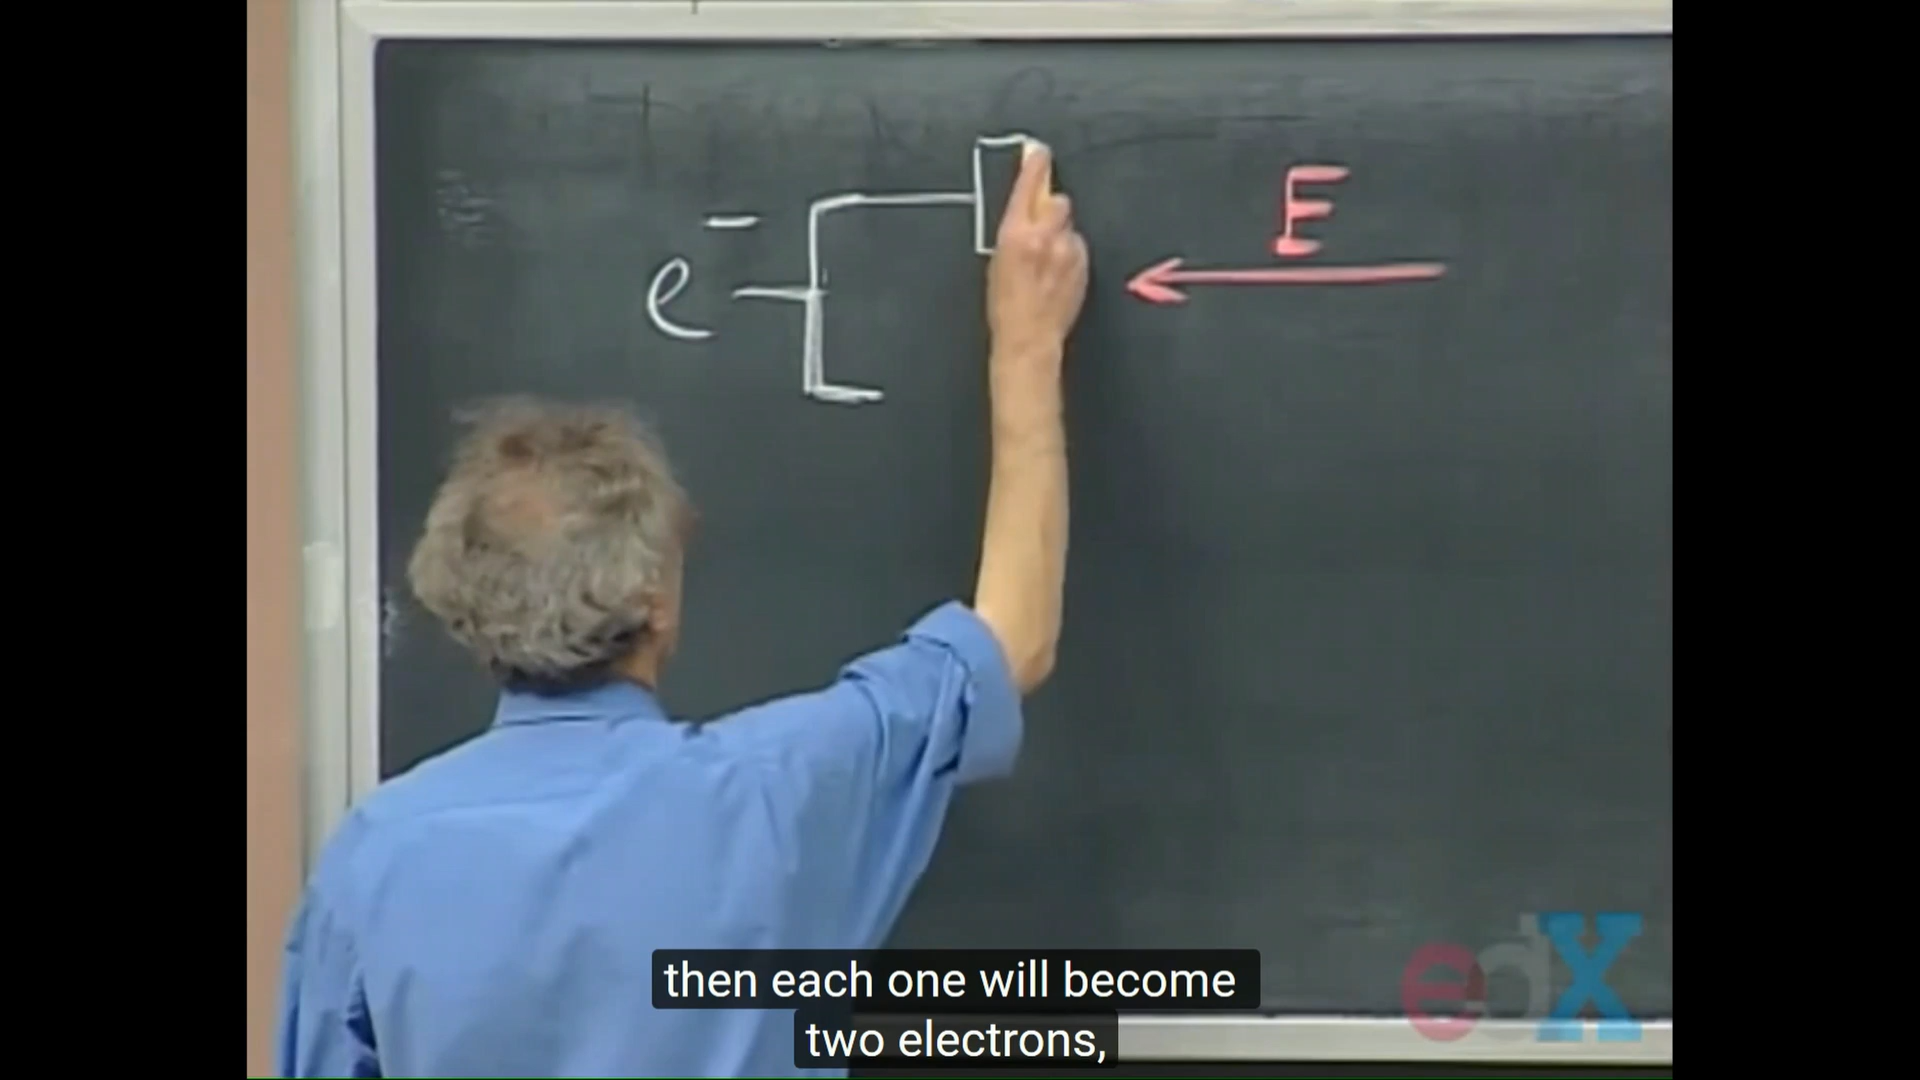 e⁻
E
edX
then each one will become
two electrons,